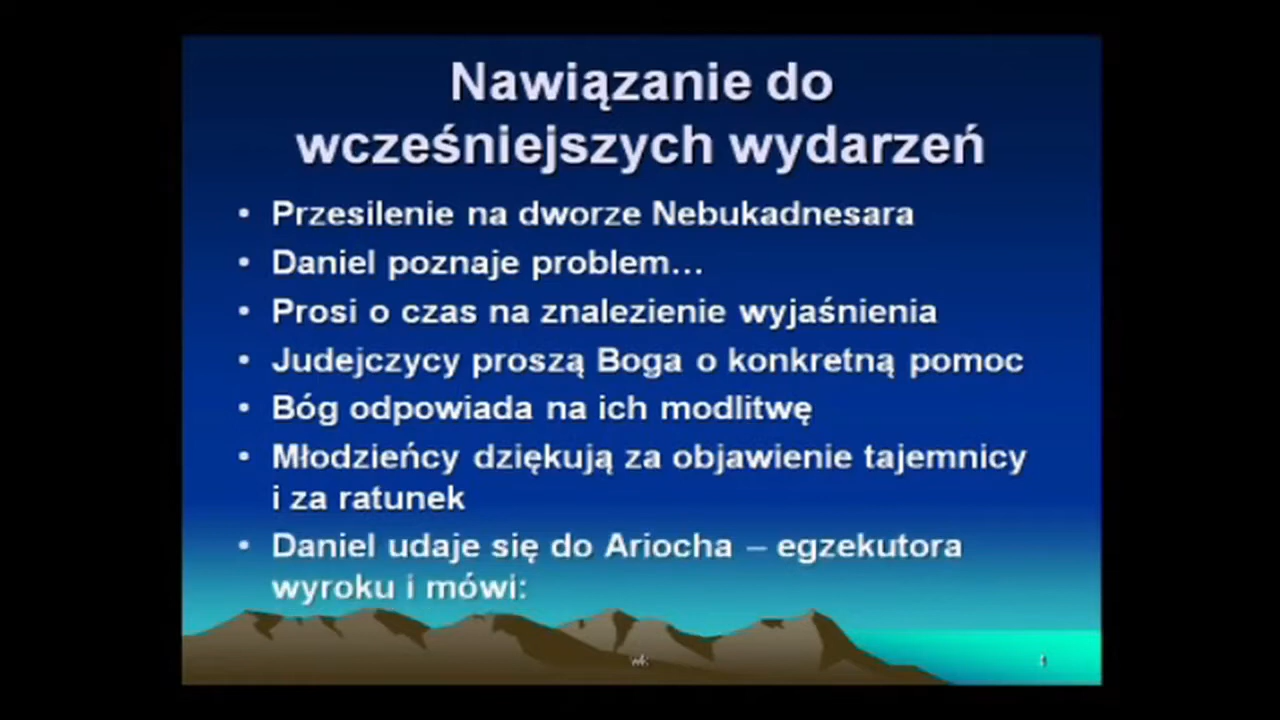 Nawiązanie do
wcześniejszych wydarzeń
• Przesilenie na dworze Nebukadnesara
• Daniel poznaje problem…
• Prosi o czas na znalezienie wyjaśnienia
• Judejczycy proszą Boga o konkretną pomoc
• Bóg odpowiada na ich modlitwę
• Młodzieńcy dziękują za objawienie tajemnicy
i za ratunek
• Daniel udaje się do Ariocha – egzekutora
wyroku i mówi:
wk